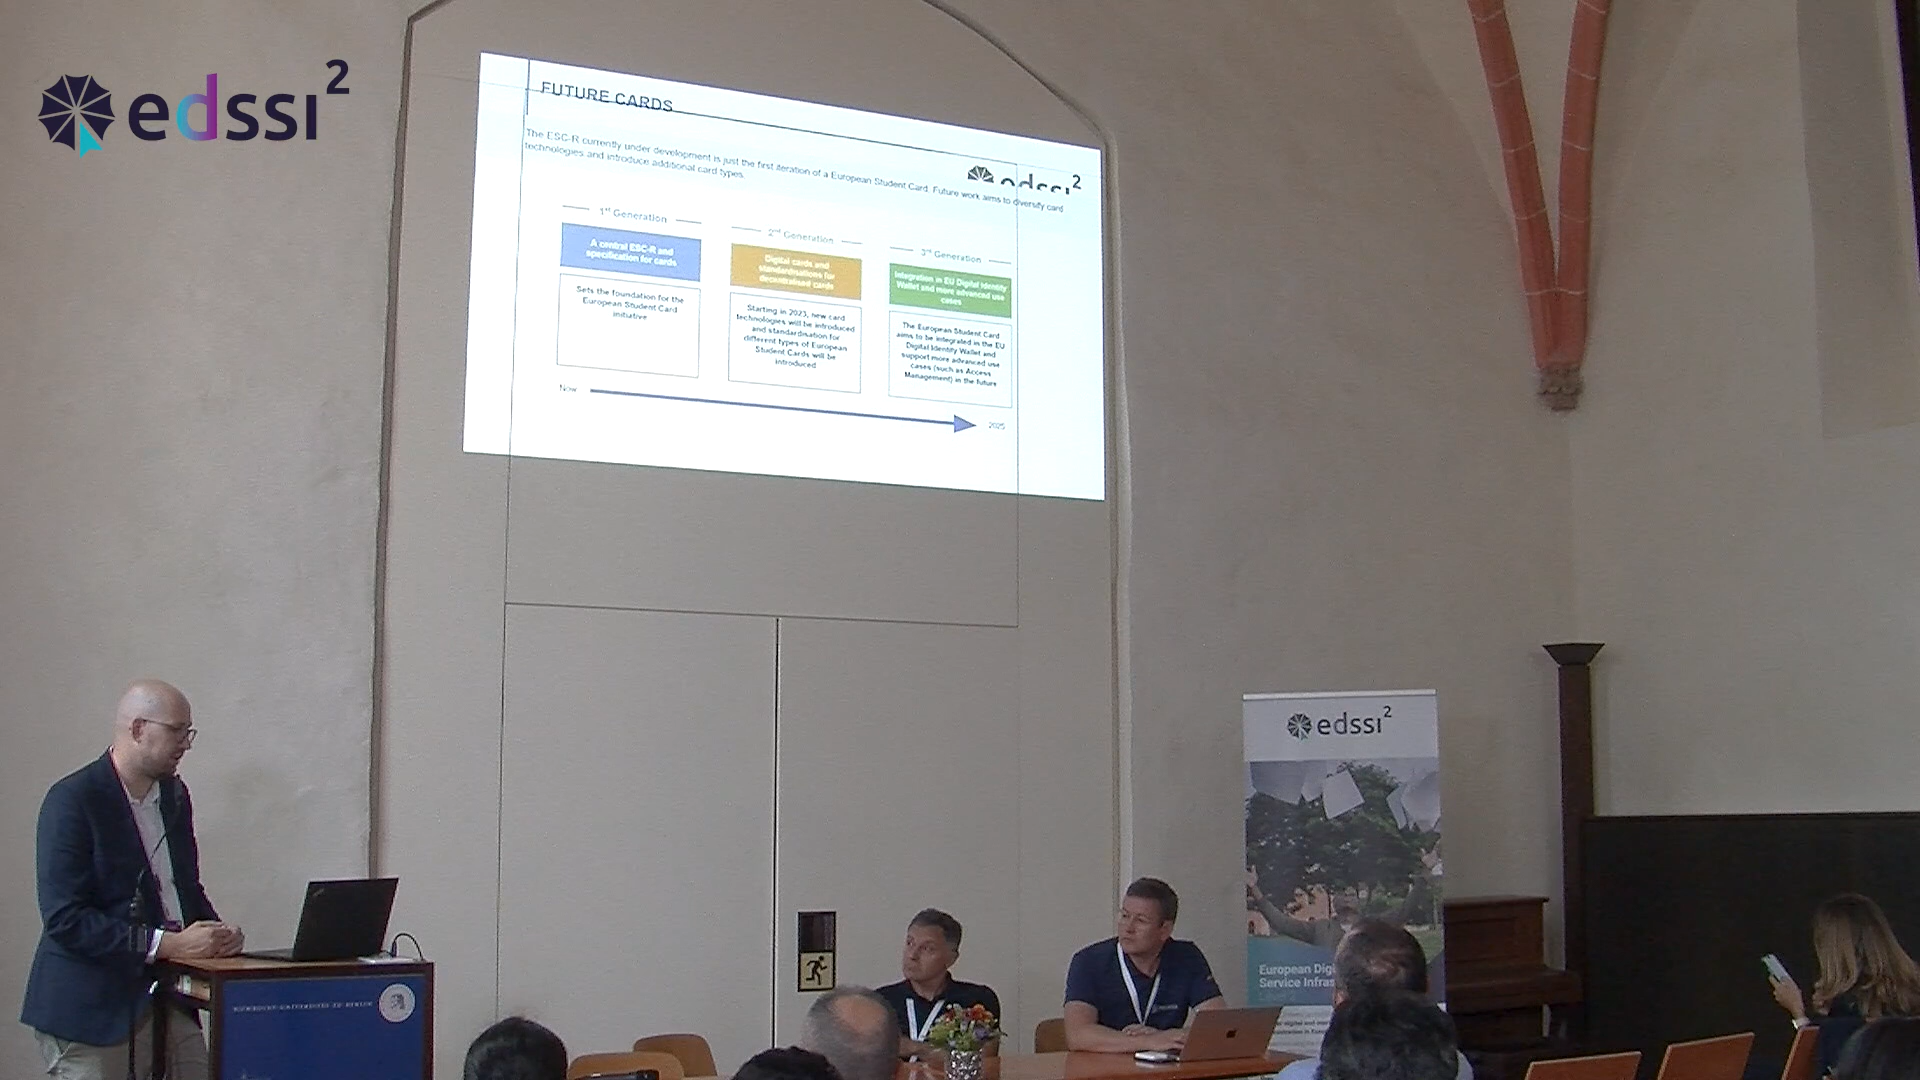 edssi²
FUTURE CARDS
edssi²
The ESC-R currently under development is just the first iteration of a European Student Card. Future work aims to diversify card
technologies and introduce additional card types.
1st Generation
A central ESC-R and
specification for cards
Sets the foundation for the
European Student Card
initiative
2nd Generation
Digital cards and
standardisations for
decentralised cards
Starting in 2023, new card
technologies will be introduced
and standardisation for
different types of European
Student Cards will be
introduced
3rd Generation
Integration in EU Digital Identity
Wallet and more advanced use
cases
The European Student Card
aims to be integrated in the EU
Digital Identity Wallet and
support more advanced use
cases (such as Access
Management) in the future
Now
2025
edssi²
European Digi
Service Infras
HUMBOLDT-UNIVERSITÄT ZU BERLIN